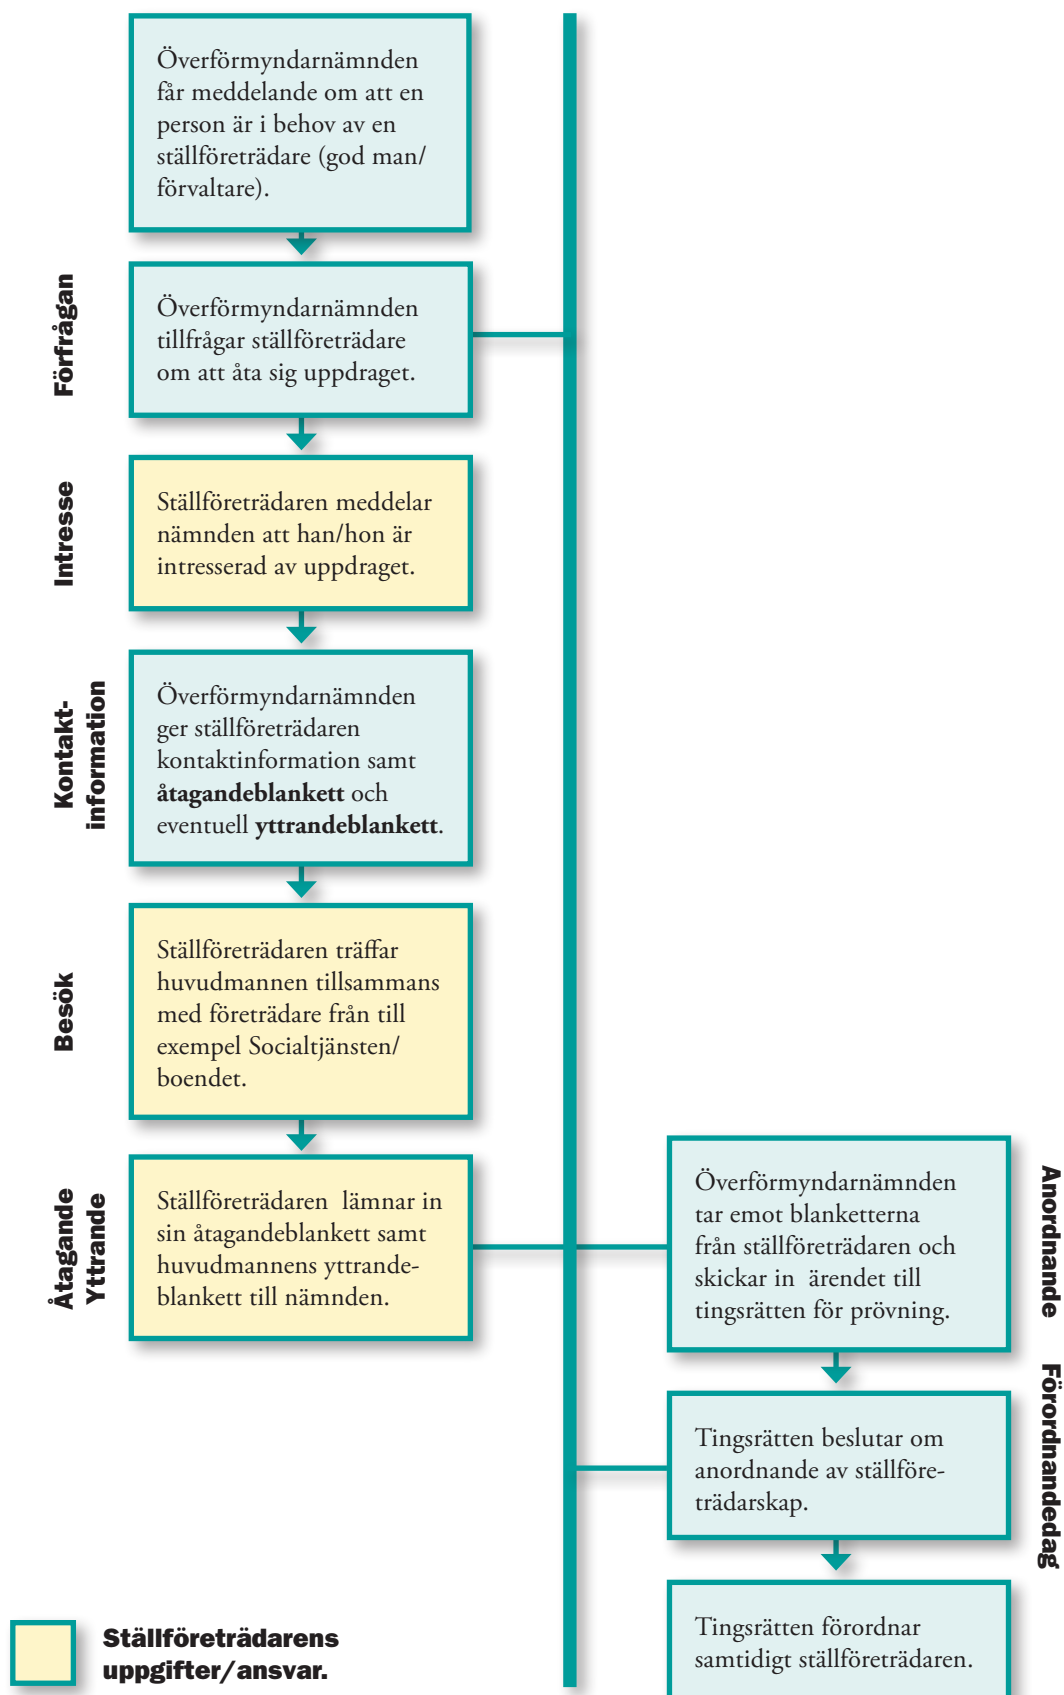 Överförmyndarnämnden
får meddelande om att en
person är i behov av en
ställföreträdare (god man/
förvaltare).
Förfrågan
Överförmyndarnämnden
tillfrågar ställföreträdare
om att åta sig uppdraget.
Intresse
Ställföreträdaren meddelar
nämnden att han/hon är
intresserad av uppdraget.
Kontakt-
information
Överförmyndarnämnden
ger ställföreträdaren
kontaktinformation samt
åtagandeblankett och
eventuell yttrandeblankett.
Besök
Ställföreträdaren träffar
huvudmannen tillsammans
med företrädare från till
exempel Socialtjänsten/
boendet.
Åtagande
Yttrande
Ställföreträdaren  lämnar in
sin åtagandeblankett samt
huvudmannens yttrande-
blankett till nämnden.
Anordnande
Överförmyndarnämnden
tar emot blanketterna
från ställföreträdaren och
skickar in  ärendet till
tingsrätten för prövning.
Förordnandedag
Tingsrätten beslutar om
anordnande av ställföre-
trädarskap.
Tingsrätten förordnar
samtidigt ställföreträdaren.
Ställföreträdarens
uppgifter/ansvar.